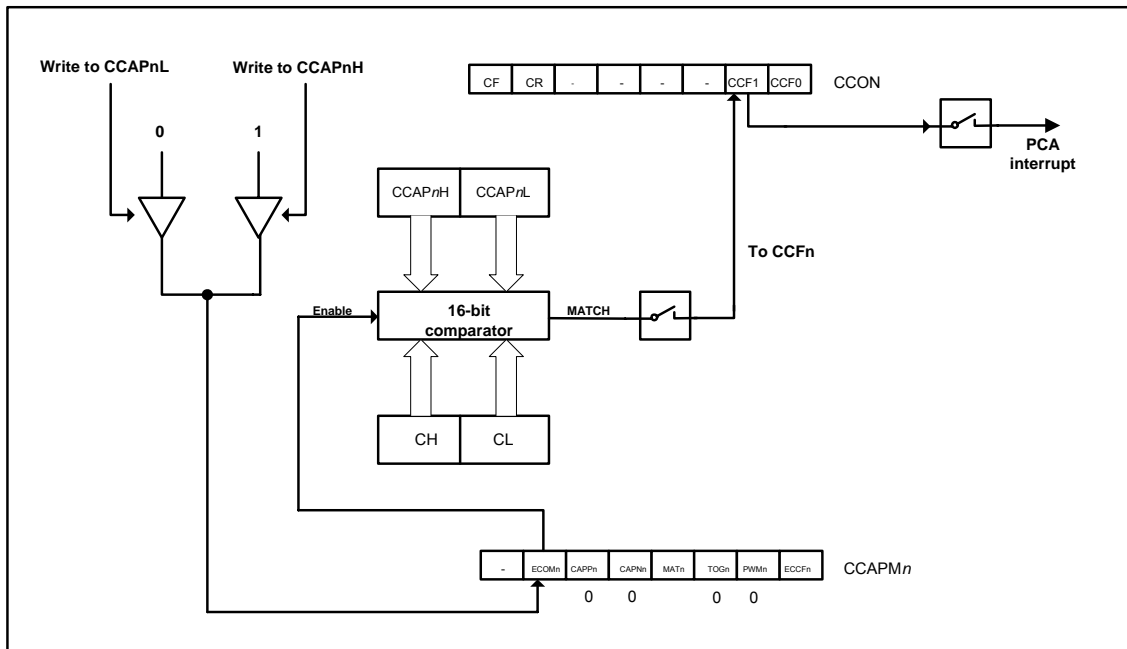 Write to CCAPnL
Write to CCAPnH
CF CR - - - - CCF1 CCF0 CCON
0 1
PCA
interrupt
CCAPnH CCAPnL
To CCFn
Enable
16-bit
comparator
MATCH
CH CL
- ECOMn CAPPn CAPNn MATn TOGn PWMn ECCFn CCAPMn
0 0 0 0